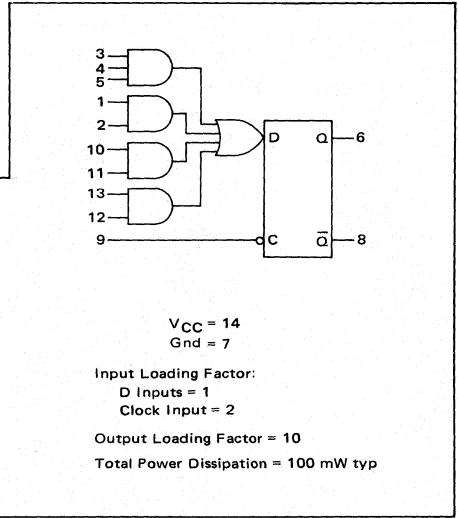 3
4
5
1
2
10
11
13
12
9
D Q 6
C Q̅ 8
VCC = 14
Gnd = 7
Input Loading Factor:
D Inputs = 1
Clock Input = 2
Output Loading Factor = 10
Total Power Dissipation = 100 mW typ